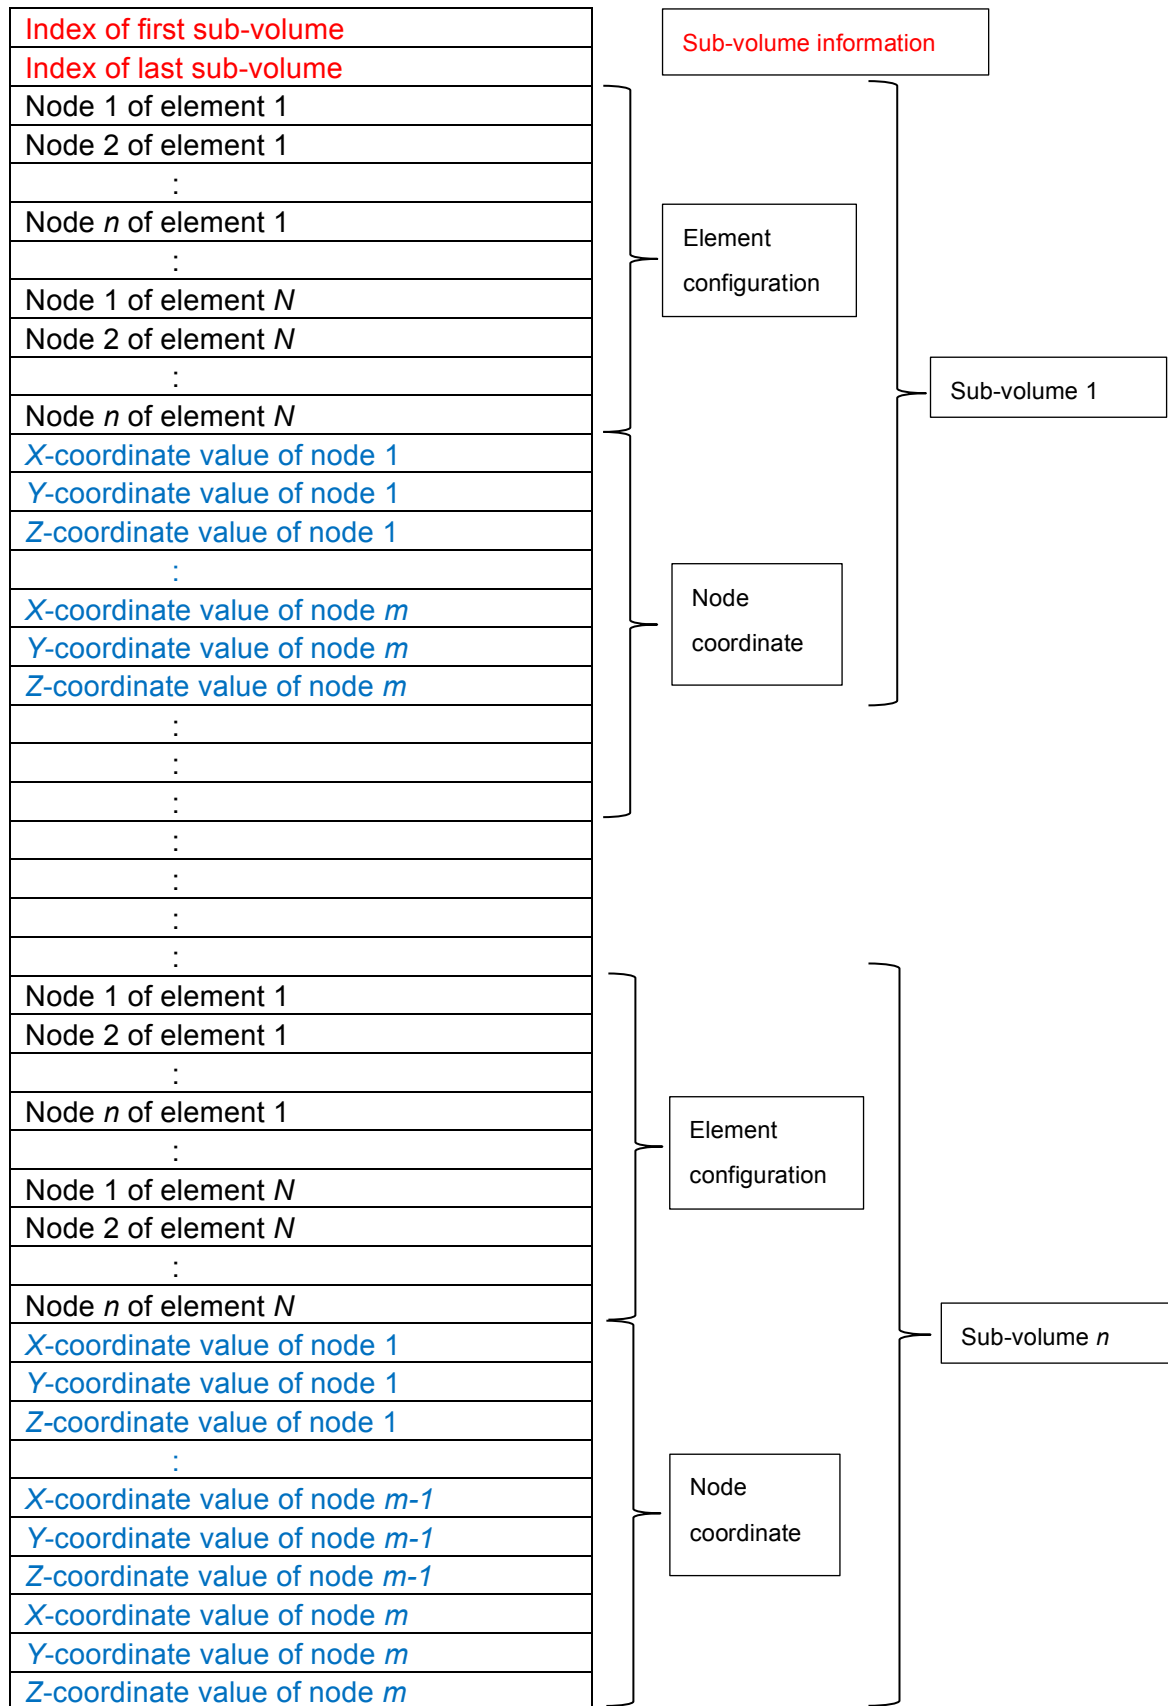 Index of first sub-volume
Index of last sub-volume
Node 1 of element 1
Node 2 of element 1
:
Node n of element 1
:
Node 1 of element N
Node 2 of element N
:
Node n of element N
X-coordinate value of node 1
Y-coordinate value of node 1
Z-coordinate value of node 1
:
X-coordinate value of node m
Y-coordinate value of node m
Z-coordinate value of node m
:
:
:
:
:
:
:
Node 1 of element 1
Node 2 of element 1
:
Node n of element 1
:
Node 1 of element N
Node 2 of element N
:
Node n of element N
X-coordinate value of node 1
Y-coordinate value of node 1
Z-coordinate value of node 1
:
X-coordinate value of node m-1
Y-coordinate value of node m-1
Z-coordinate value of node m-1
X-coordinate value of node m
Y-coordinate value of node m
Z-coordinate value of node m
Sub-volume information
Element
configuration
Node
coordinate
Sub-volume 1
Element
configuration
Node
coordinate
Sub-volume n